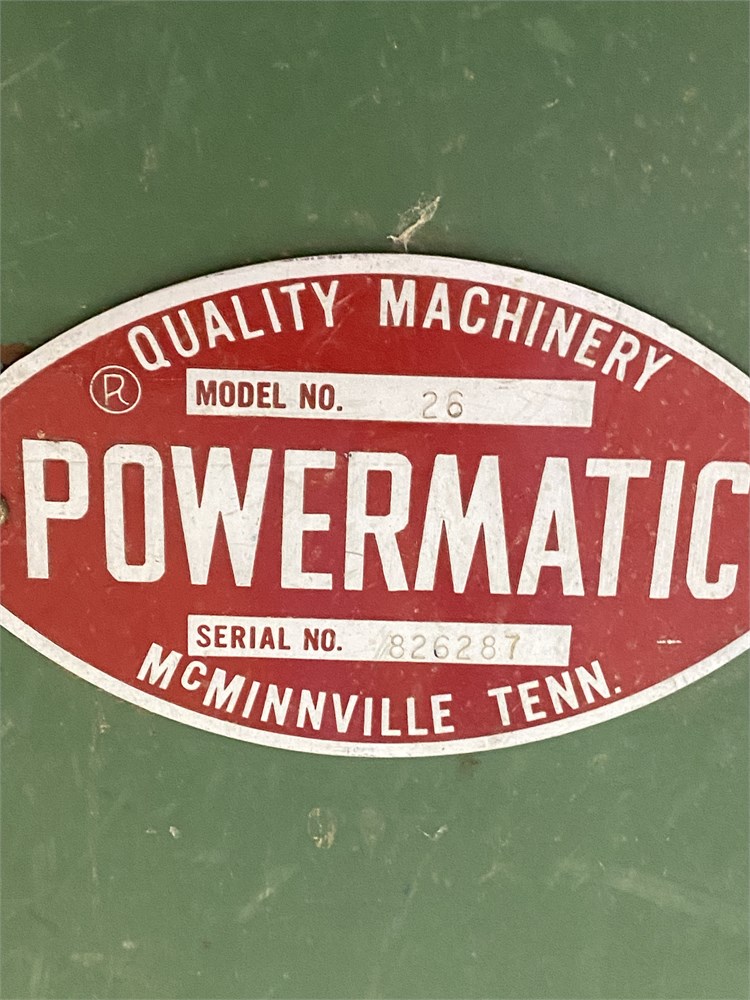 QUALITY MACHINERY
®
MODEL NO. 26
POWERMATIC
SERIAL NO. 826287
MCMINNVILLE TENN.